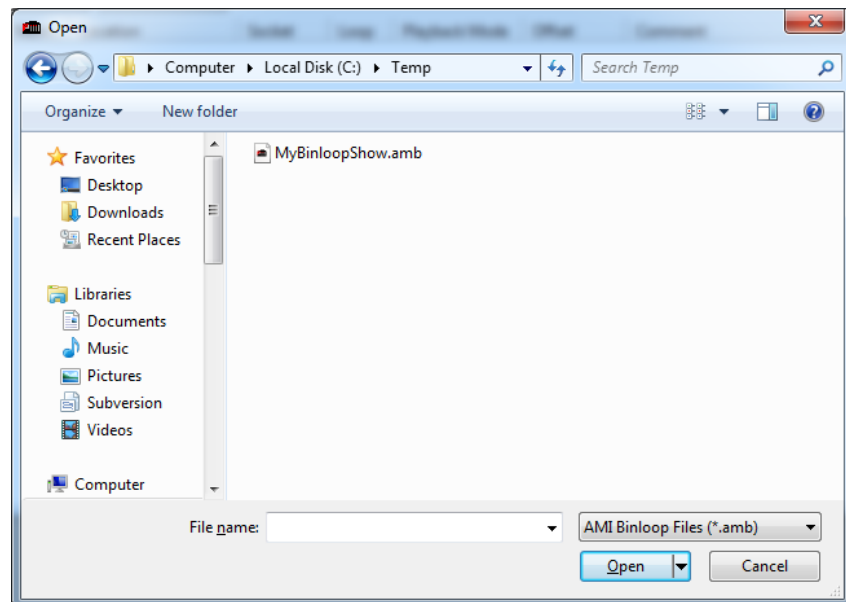 Open
Computer Local Disk (C:) Temp Search Temp
Organize New folder
Favorites
Desktop
Downloads
Recent Places
Libraries
Documents
Music
Pictures
Subversion
Videos
Computer
MyBinloopShow.amb
File name: AMI Binloop Files (*.amb)
Open Cancel